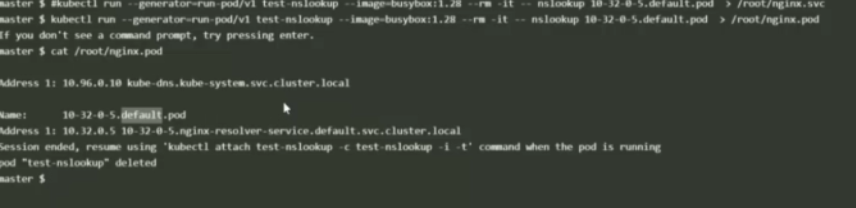 master $ #kubectl run --generator=run-pod/v1 test-nslookup --image=busybox:1.28 --rm -it -- nslookup 10-32-0-5.default.pod > /root/nginx.svc
master $ kubectl run --generator=run-pod/v1 test-nslookup --image=busybox:1.28 --rm -it -- nslookup 10-32-0-5.default.pod > /root/nginx.pod
If you don't see a command prompt, try pressing enter.
master $ cat /root/nginx.pod
Address 1: 10.96.0.10 kube-dns.kube-system.svc.cluster.local
Name: 10-32-0-5.default.pod
Address 1: 10.32.0.5 10-32-0-5.nginx-resolver-service.default.svc.cluster.local
Session ended, resume using 'kubectl attach test-nslookup -c test-nslookup -i -t' command when the pod is running
pod "test-nslookup" deleted
master $